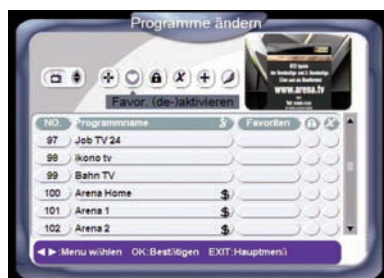 Programme ändern
www.arena.tv
Favor. (de-)aktivieren
NO. Programmname $ Favoriten
97 Job TV 24
98 ikono tv
99 Bahn TV
100 Arena Home $
101 Arena 1 $
102 Arena 2 $
◄ ►:Menu wählen OK:Bestätigen EXIT:Hauptmenü